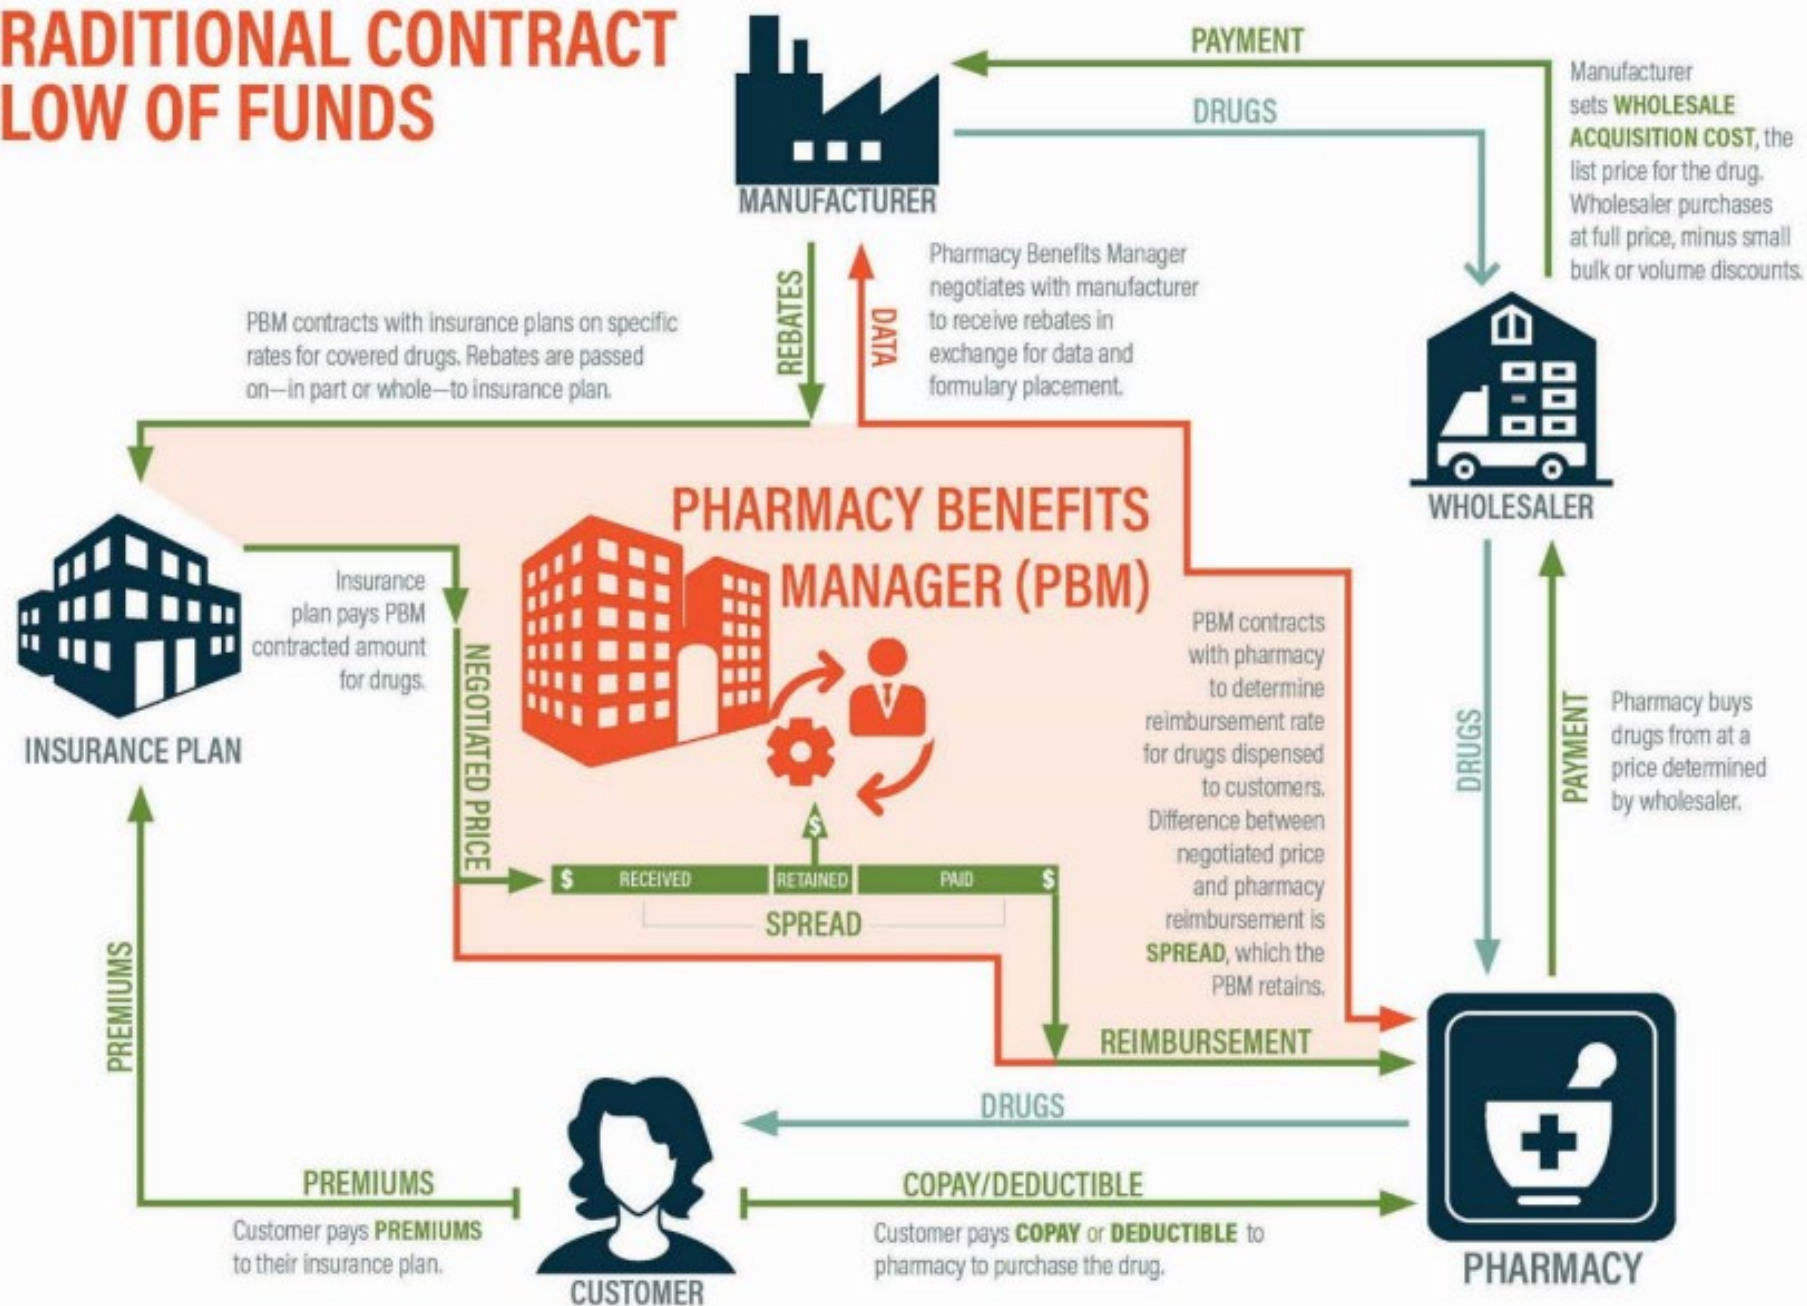 RADITIONAL CONTRACT
LOW OF FUNDS
MANUFACTURER
PAYMENT
DRUGS
Manufacturer
sets WHOLESALE
ACQUISITION COST, the
list price for the drug.
Wholesaler purchases
at full price, minus small
bulk or volume discounts.
REBATES
DATA
Pharmacy Benefits Manager
negotiates with manufacturer
to receive rebates in
exchange for data and
formulary placement.
PBM contracts with insurance plans on specific
rates for covered drugs. Rebates are passed
on—in part or whole—to insurance plan.
WHOLESALER
PHARMACY BENEFITS
MANAGER (PBM)
Insurance
plan pays PBM
contracted amount
for drugs.
INSURANCE PLAN
NEGOTIATED PRICE
PBM contracts
with pharmacy
to determine
reimbursement rate
for drugs dispensed
to customers.
Difference between
negotiated price
and pharmacy
reimbursement is
SPREAD, which the
PBM retains.
DRUGS
PAYMENT
Pharmacy buys
drugs from at a
price determined
by wholesaler.
$
$ RECEIVED RETAINED PAID $
SPREAD
REIMBURSEMENT
PREMIUMS
DRUGS
PREMIUMS
Customer pays PREMIUMS
to their insurance plan.
CUSTOMER
COPAY/DEDUCTIBLE
Customer pays COPAY or DEDUCTIBLE to
pharmacy to purchase the drug.
PHARMACY